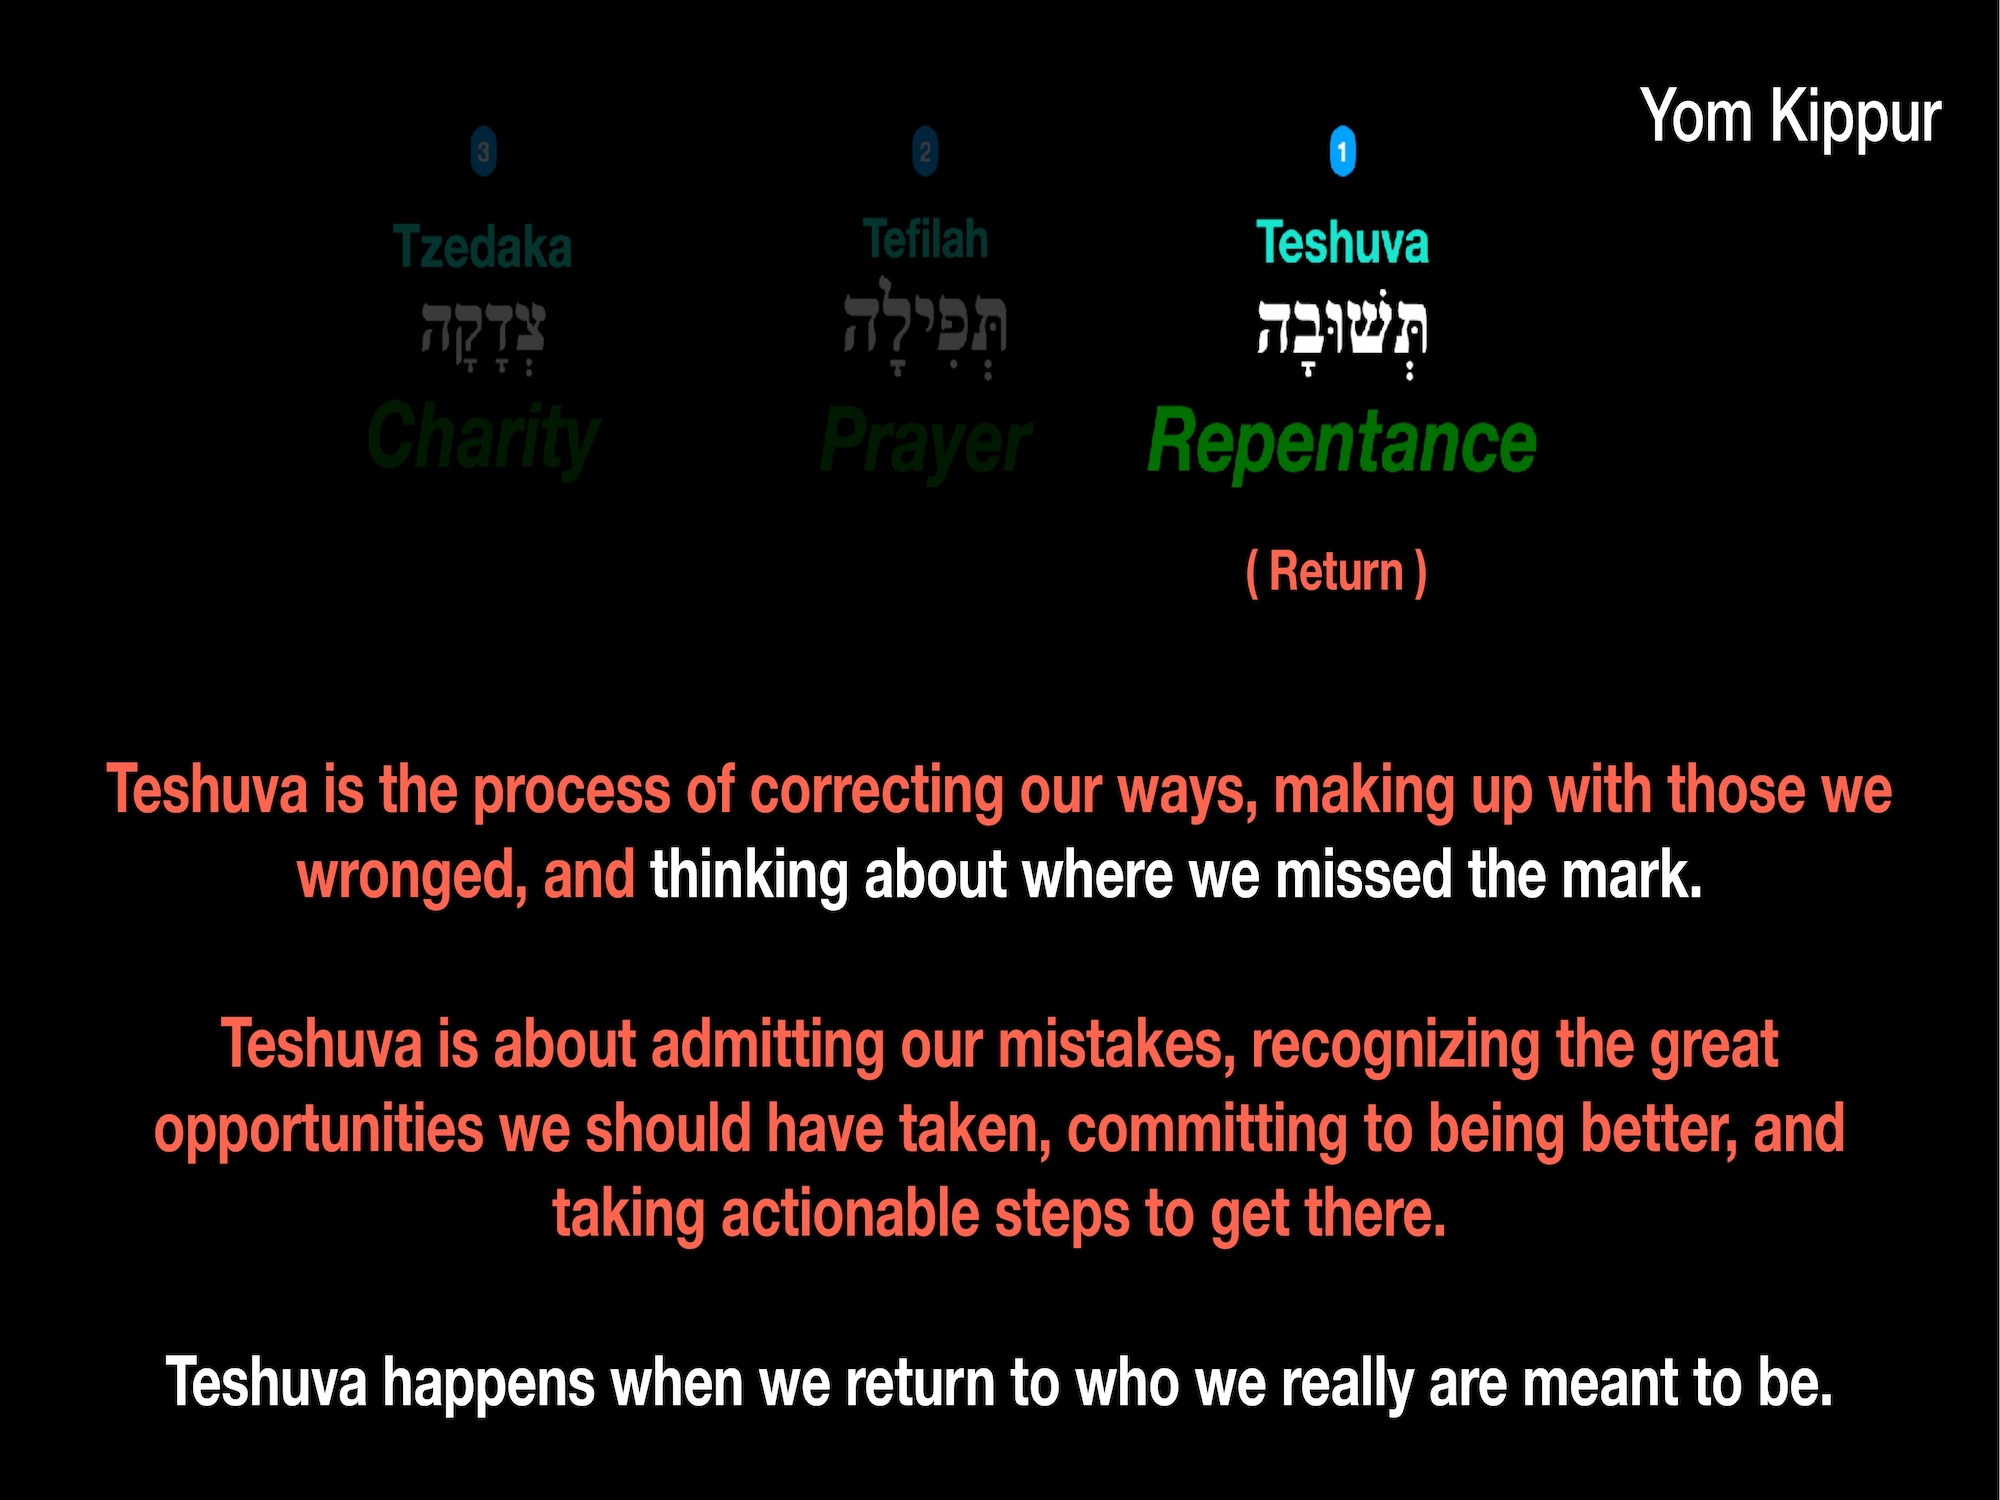 Yom Kippur
3
2
1
Tzedaka
Tefilah
Teshuva
צְדָקָה
תְּפִילָה
תְּשׁוּבָה
Charity
Prayer
Repentance
( Return )
Teshuva is the process of correcting our ways, making up with those we
wronged, and thinking about where we missed the mark.
Teshuva is about admitting our mistakes, recognizing the great
opportunities we should have taken, committing to being better, and
taking actionable steps to get there.
Teshuva happens when we return to who we really are meant to be.